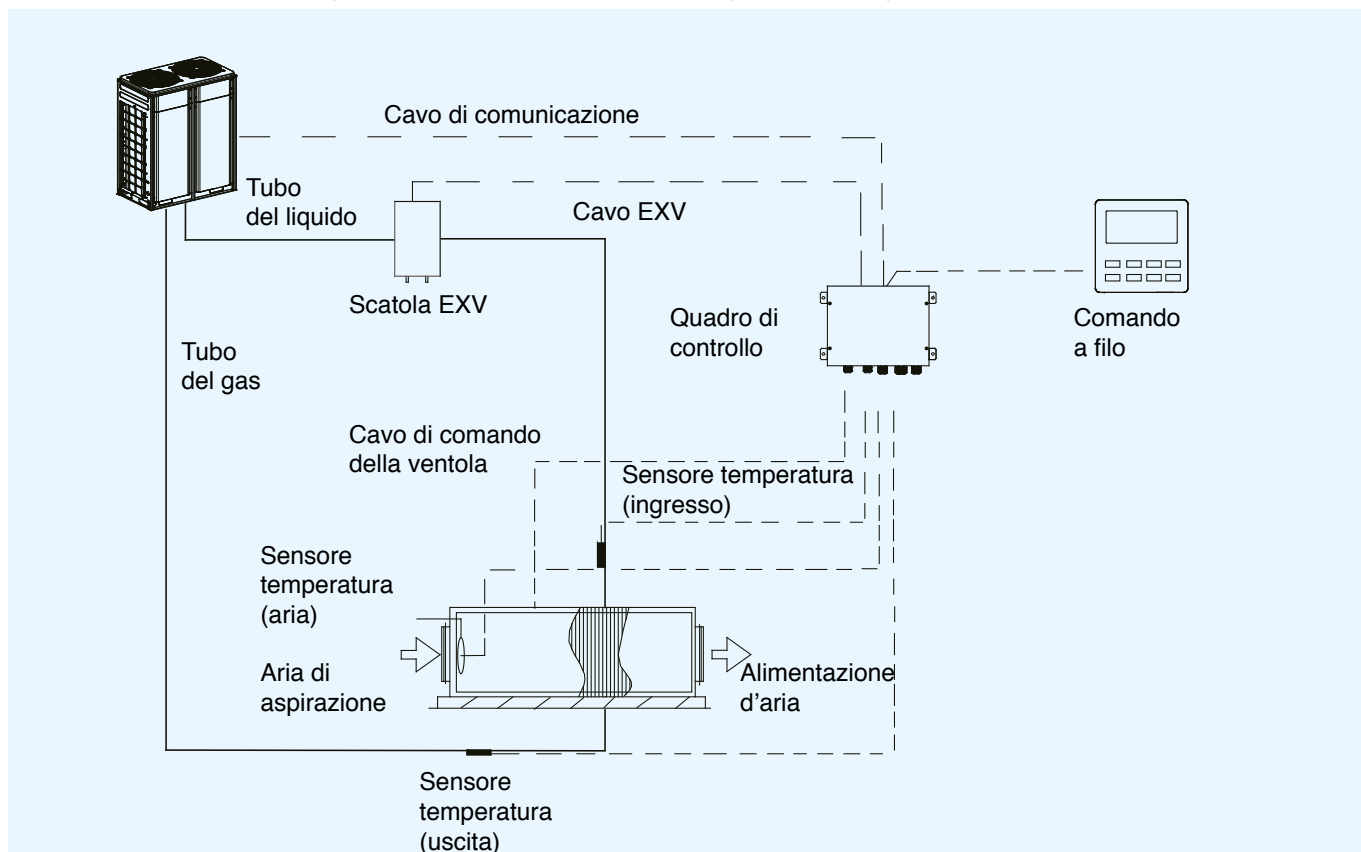 Cavo di comunicazione
Tubo
del liquido
Cavo EXV
Scatola EXV
Quadro di
controllo
Comando
a filo
Tubo
del gas
Cavo di comando
della ventola
Sensore temperatura
(ingresso)
Sensore
temperatura
(aria)
Aria di
aspirazione
Alimentazione
d’aria
Sensore
temperatura
(uscita)